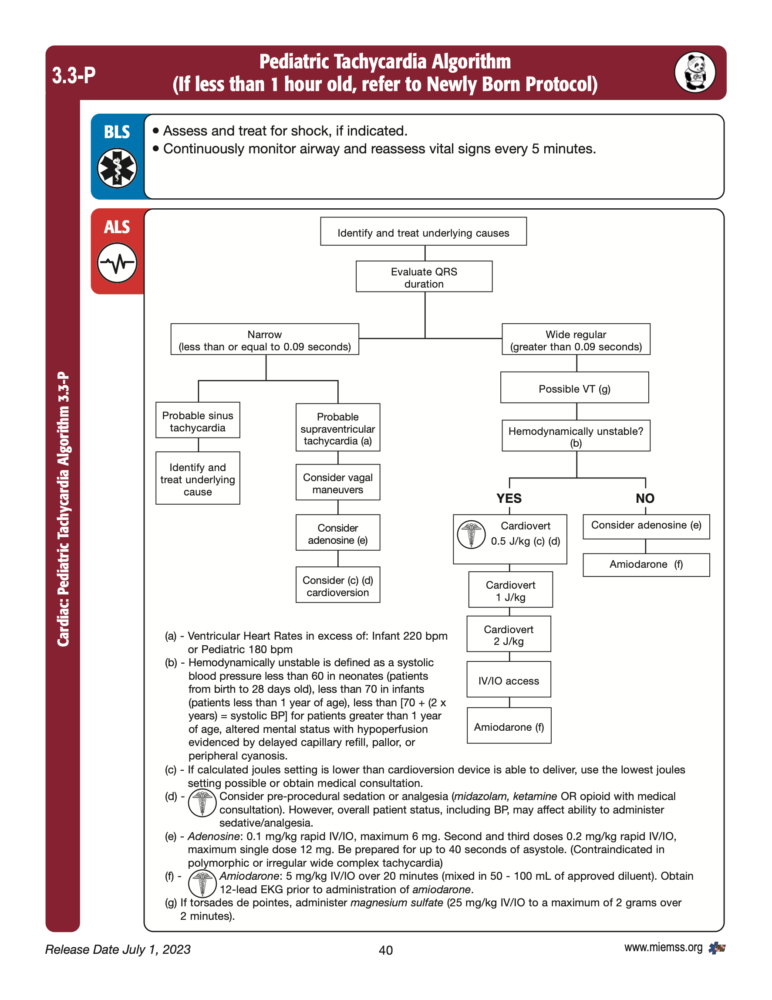 3.3-P
Pediatric Tachycardia Algorithm
(If less than 1 hour old, refer to Newly Born Protocol)
Cardiac: Pediatric Tachycardia Algorithm 3.3-P
BLS
• Assess and treat for shock, if indicated.
• Continuously monitor airway and reassess vital signs every 5 minutes.
ALS
Identify and treat underlying causes
Evaluate QRS
duration
Narrow
(less than or equal to 0.09 seconds)
Probable sinus
tachycardia
Identify and
treat underlying
cause
Probable
supraventricular
tachycardia (a)
Consider vagal
maneuvers
Consider
adenosine (e)
Consider (c) (d)
cardioversion
Wide regular
(greater than 0.09 seconds)
Possible VT (g)
Hemodynamically unstable?
(b)
YES
Cardiovert
0.5 J/kg (c) (d)
Cardiovert
1 J/kg
Cardiovert
2 J/kg
IV/IO access
Amiodarone (f)
NO
Consider adenosine (e)
Amiodarone (f)
(a) - Ventricular Heart Rates in excess of: Infant 220 bpm
or Pediatric 180 bpm
(b) - Hemodynamically unstable is defined as a systolic
blood pressure less than 60 in neonates (patients
from birth to 28 days old), less than 70 in infants
(patients less than 1 year of age), less than [70 + (2 x
years) = systolic BP] for patients greater than 1 year
of age, altered mental status with hypoperfusion
evidenced by delayed capillary refill, pallor, or
peripheral cyanosis.
(c) - If calculated joules setting is lower than cardioversion device is able to deliver, use the lowest joules
setting possible or obtain medical consultation.
(d) - Consider pre-procedural sedation or analgesia (midazolam, ketamine OR opioid with medical
consultation). However, overall patient status, including BP, may affect ability to administer
sedative/analgesia.
(e) - Adenosine: 0.1 mg/kg rapid IV/IO, maximum 6 mg. Second and third doses 0.2 mg/kg rapid IV/IO,
maximum single dose 12 mg. Be prepared for up to 40 seconds of asystole. (Contraindicated in
polymorphic or irregular wide complex tachycardia)
(f) - Amiodarone: 5 mg/kg IV/IO over 20 minutes (mixed in 50 - 100 mL of approved diluent). Obtain
12-lead EKG prior to administration of amiodarone.
(g) If torsades de pointes, administer magnesium sulfate (25 mg/kg IV/IO to a maximum of 2 grams over
2 minutes).
Release Date July 1, 2023
40
www.miemss.org